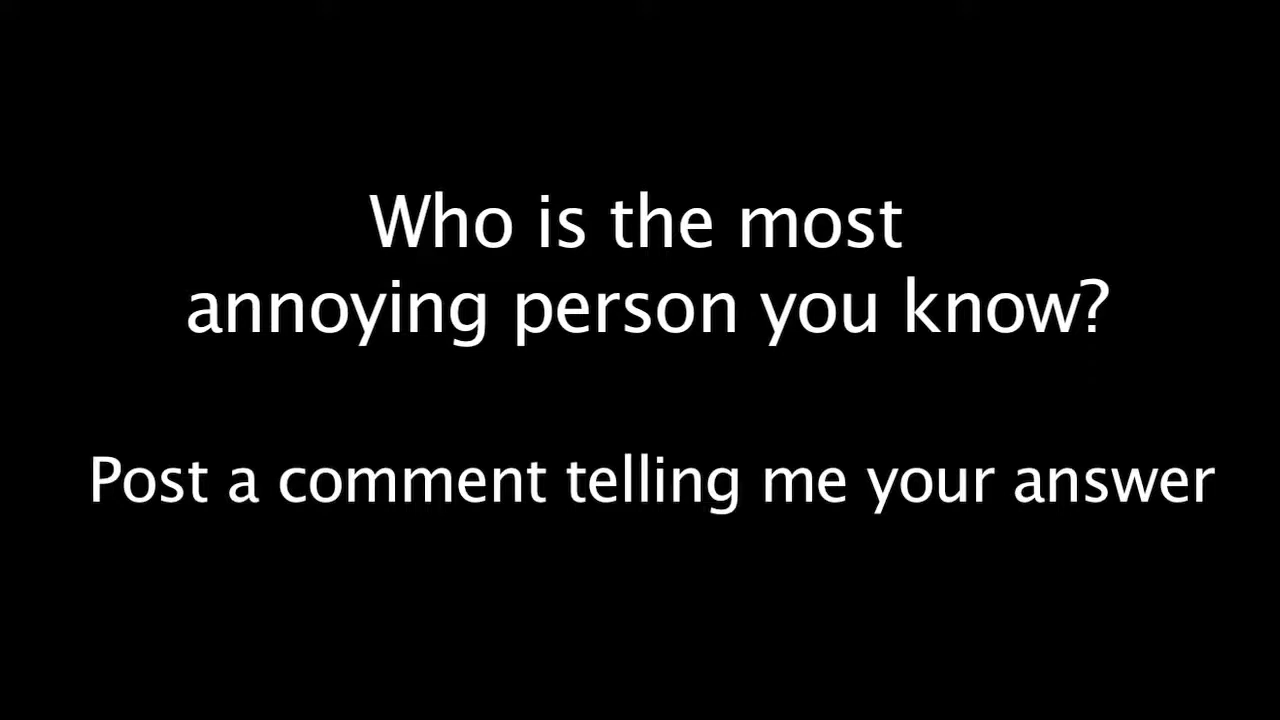 Who is the most
annoying person you know?
Post a comment telling me your answer